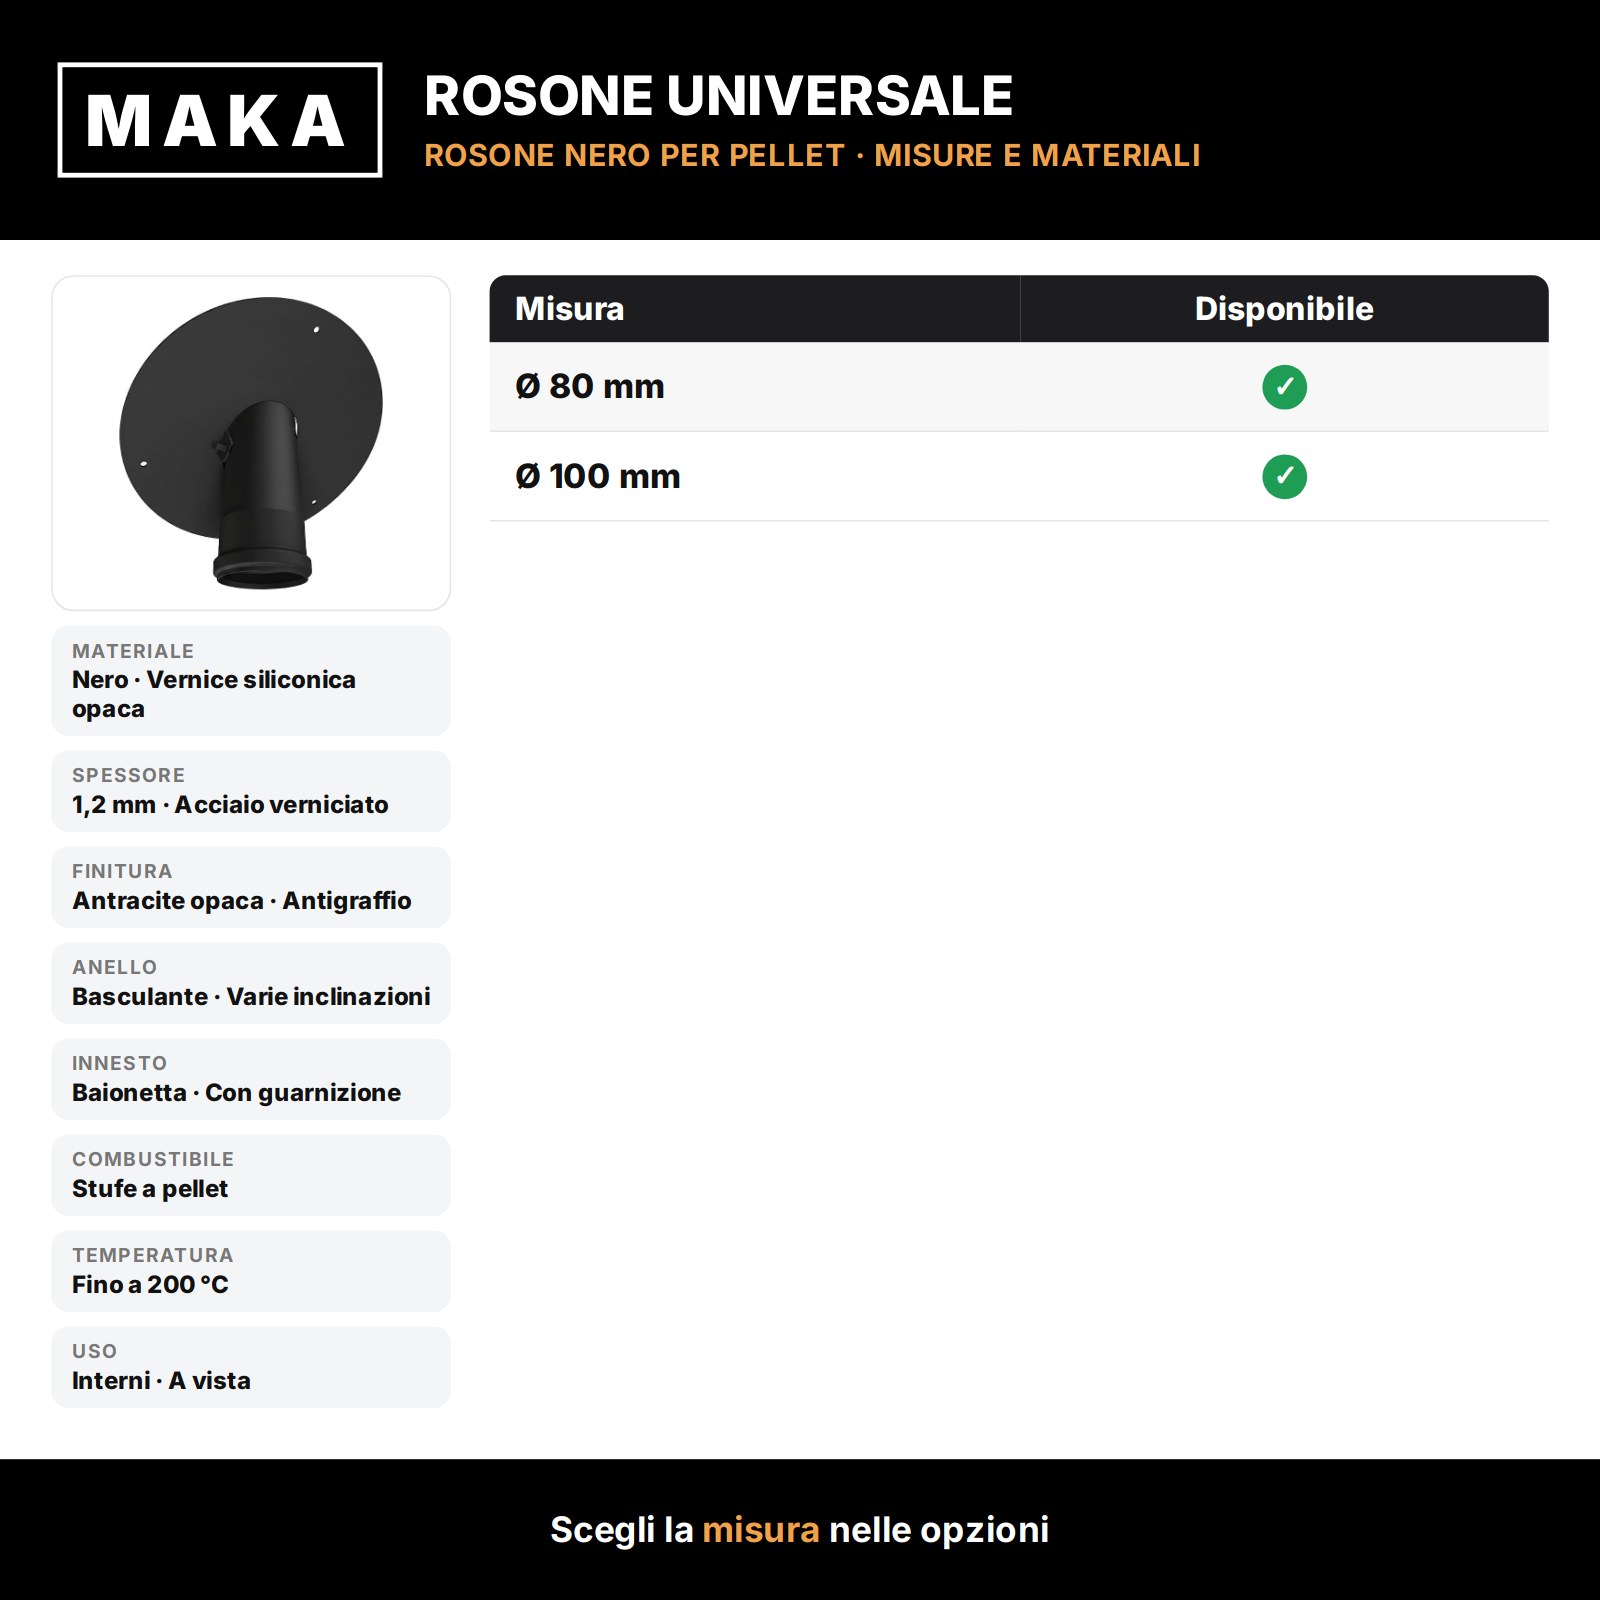 MAKA
ROSONE UNIVERSALE
ROSONE NERO PER PELLET · MISURE E MATERIALI
Misura Disponibile
Ø 80 mm ✓
Ø 100 mm ✓
MATERIALE
Nero · Vernice siliconica
opaca
SPESSORE
1,2 mm · Acciaio verniciato
FINITURA
Antracite opaca · Antigraffio
ANELLO
Basculante · Varie inclinazioni
INNESTO
Baionetta · Con guarnizione
COMBUSTIBILE
Stufe a pellet
TEMPERATURA
Fino a 200 °C
USO
Interni · A vista
Scegli la misura nelle opzioni